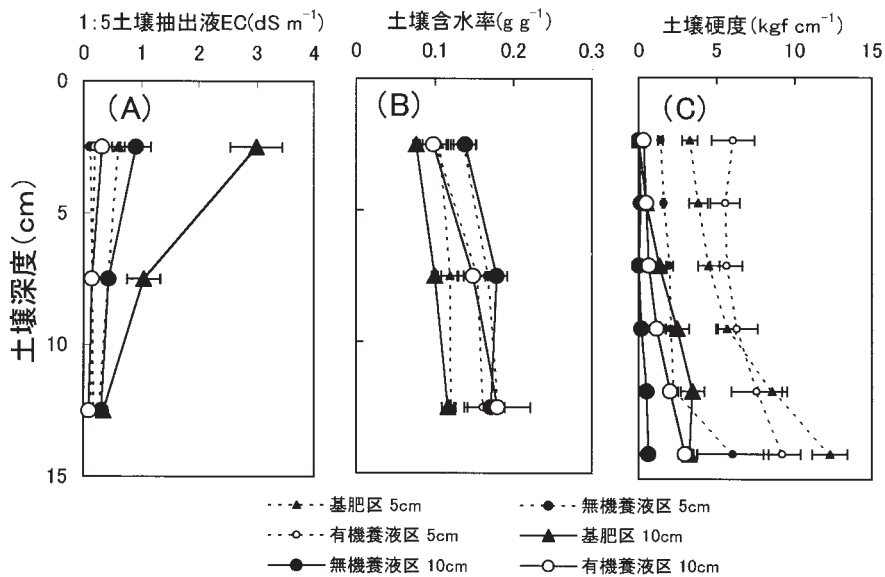 1:5土壌抽出液EC(dS m⁻¹)
0 1 2 3 4
土壌含水率(g g⁻¹)
0 0.1 0.2 0.3
土壌硬度(kgf cm⁻¹)
0 5 10 15
(A)
(B)
(C)
土壌深度(cm)
0
5
10
15
基肥区 5cm
無機養液区 5cm
有機養液区 5cm
基肥区 10cm
無機養液区 10cm
有機養液区 10cm